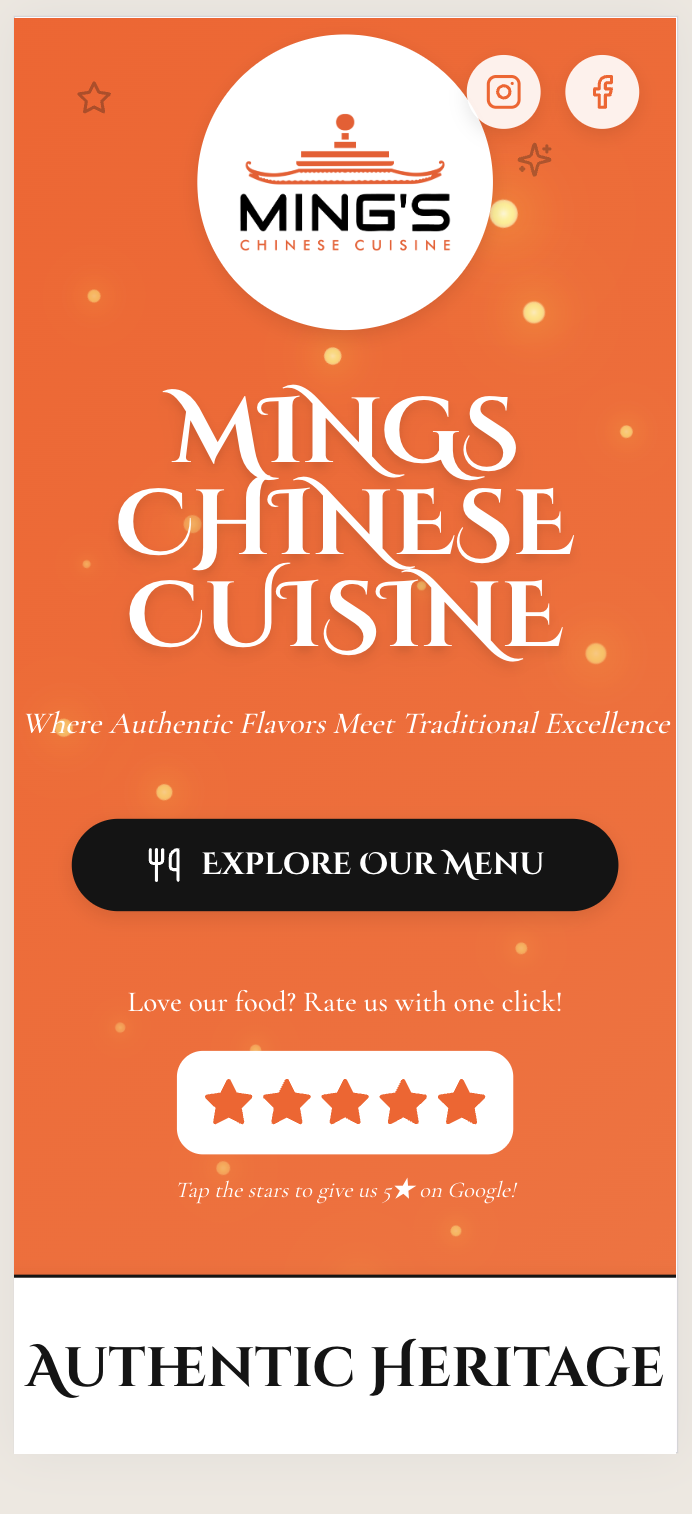 MING'S
CHINESE CUISINE
MINGS
CHINESE
CUISINE
Where Authentic Flavors Meet Traditional Excellence
EXPLORE OUR MENU
Love our food? Rate us with one click!
Tap the stars to give us 5★ on Google!
AUTHENTIC HERITAGE